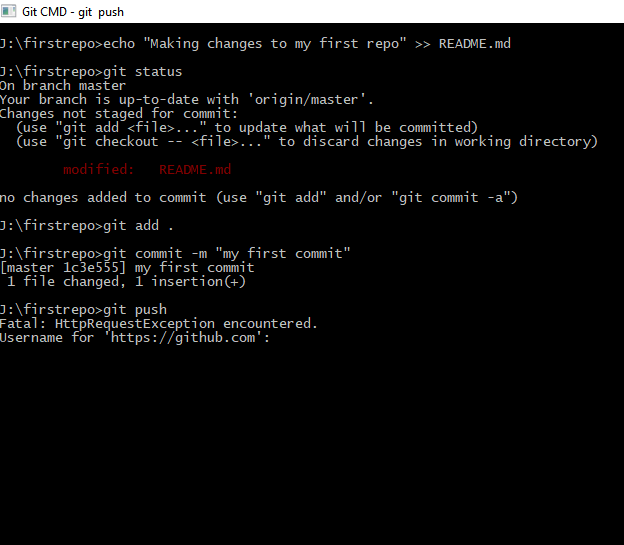 Git CMD - git  push
J:\firstrepo>echo "Making changes to my first repo" >> README.md
J:\firstrepo>git status
On branch master
Your branch is up-to-date with 'origin/master'.
Changes not staged for commit:
  (use "git add <file>..." to update what will be committed)
  (use "git checkout -- <file>..." to discard changes in working directory)
        modified:   README.md
no changes added to commit (use "git add" and/or "git commit -a")
J:\firstrepo>git add .
J:\firstrepo>git commit -m "my first commit"
[master 1c3e555] my first commit
 1 file changed, 1 insertion(+)
J:\firstrepo>git push
Fatal: HttpRequestException encountered.
Username for 'https://github.com':